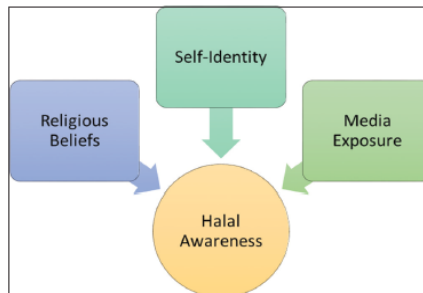 Self-Identity
Religious
Beliefs
Media
Exposure
Halal
Awareness